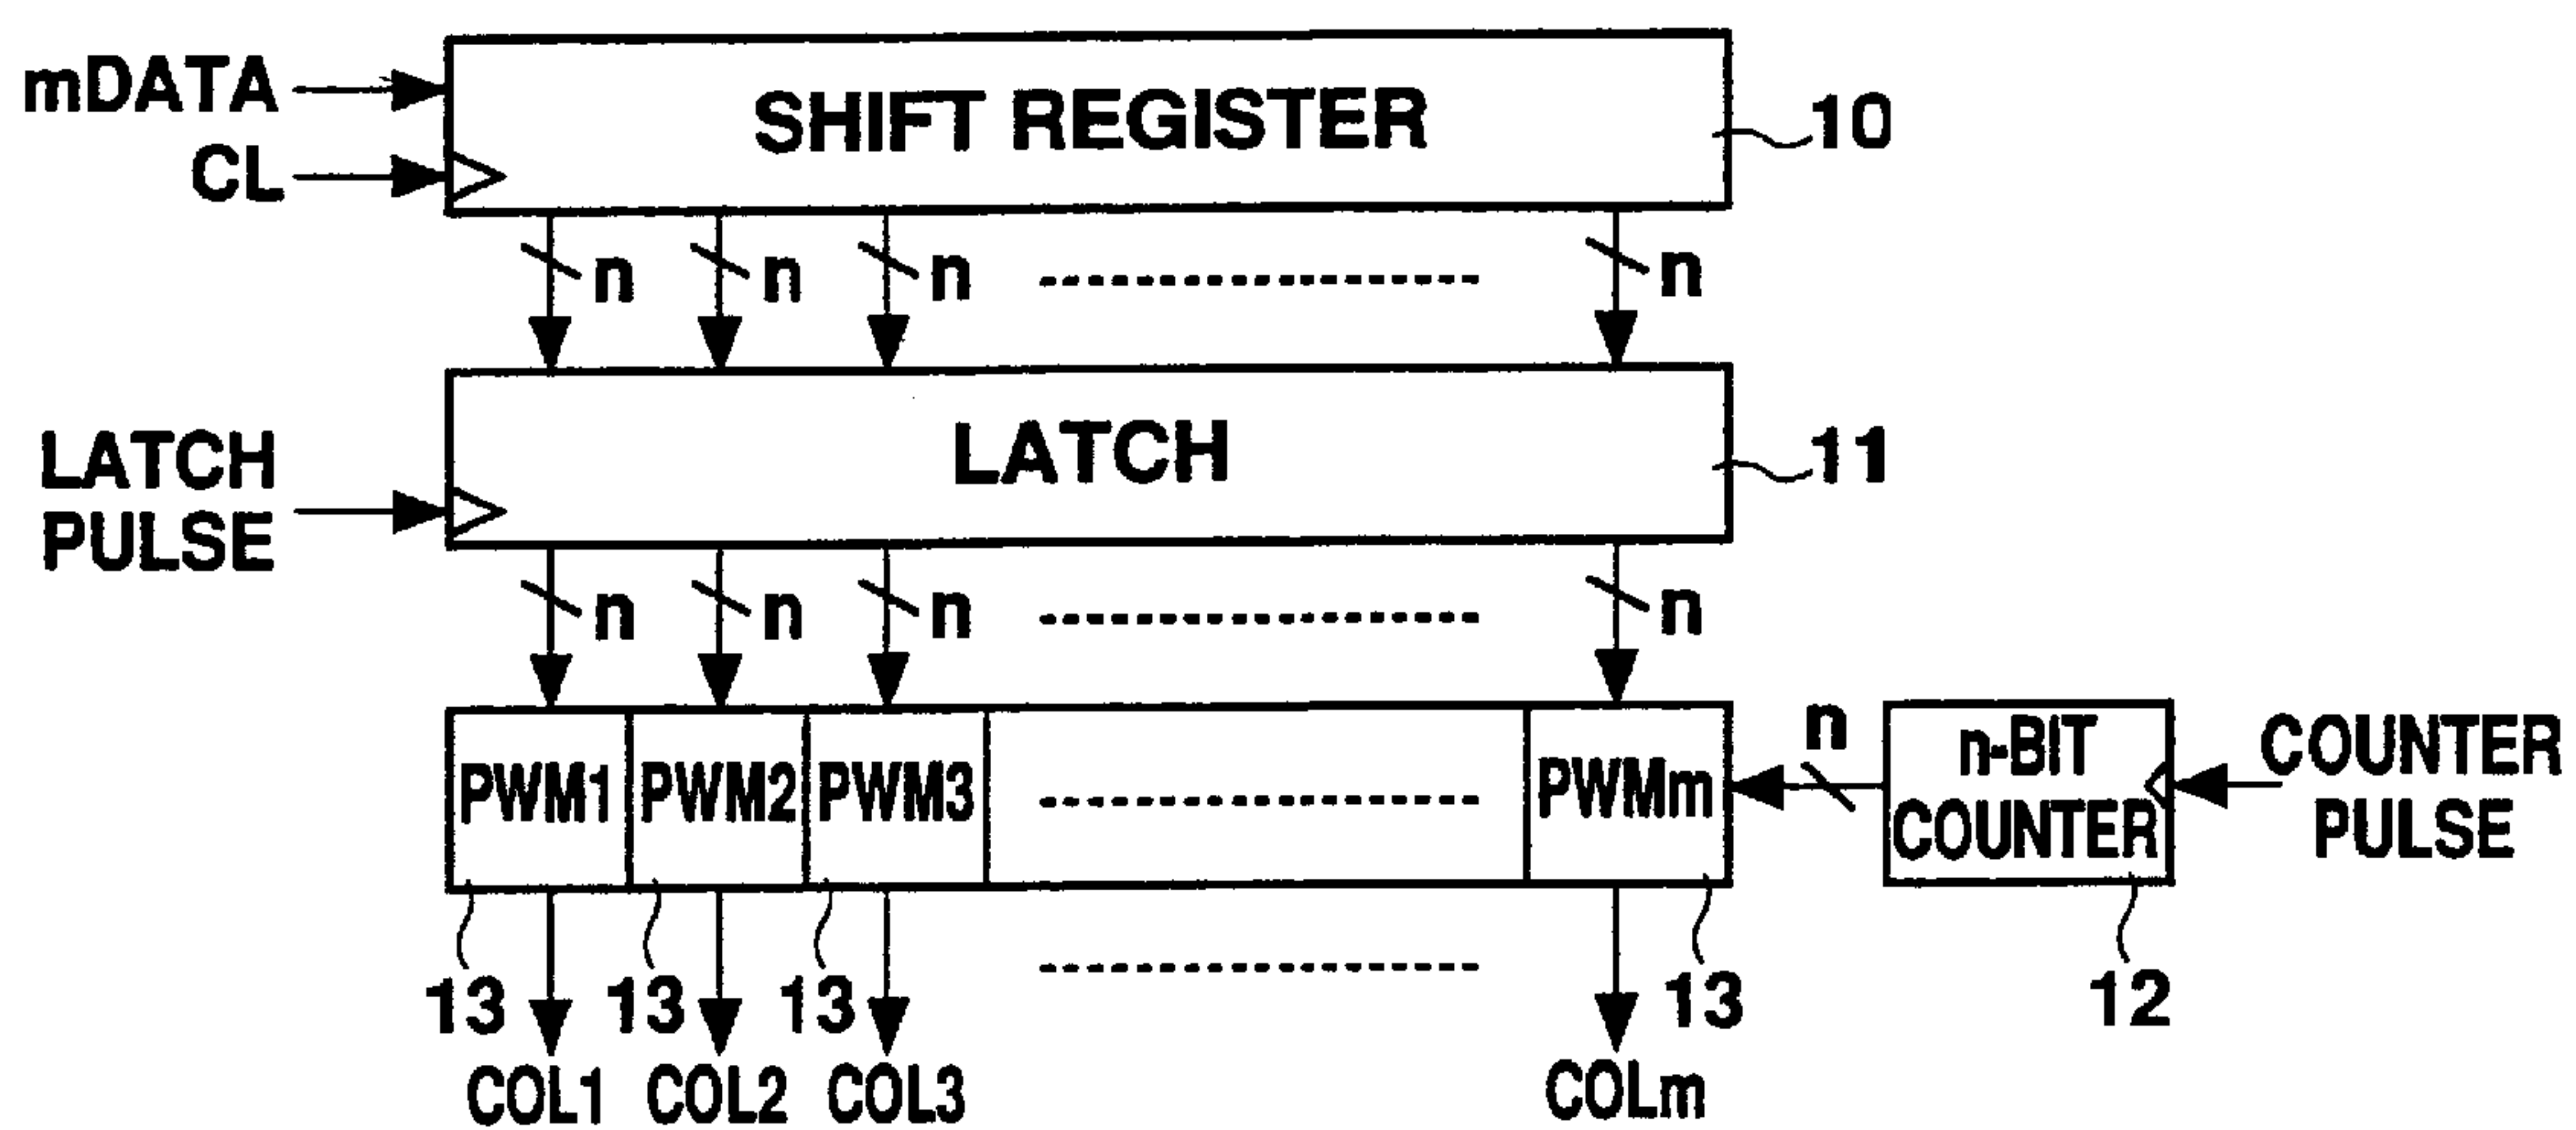 mDATA
CL
SHIFT REGISTER
10
n n n n
LATCH
PULSE
LATCH
11
n n n n
PWM1 PWM2 PWM3 PWMm
n
n-BIT
COUNTER
COUNTER
PULSE
13 13 13 13 12
COL1 COL2 COL3 COLm